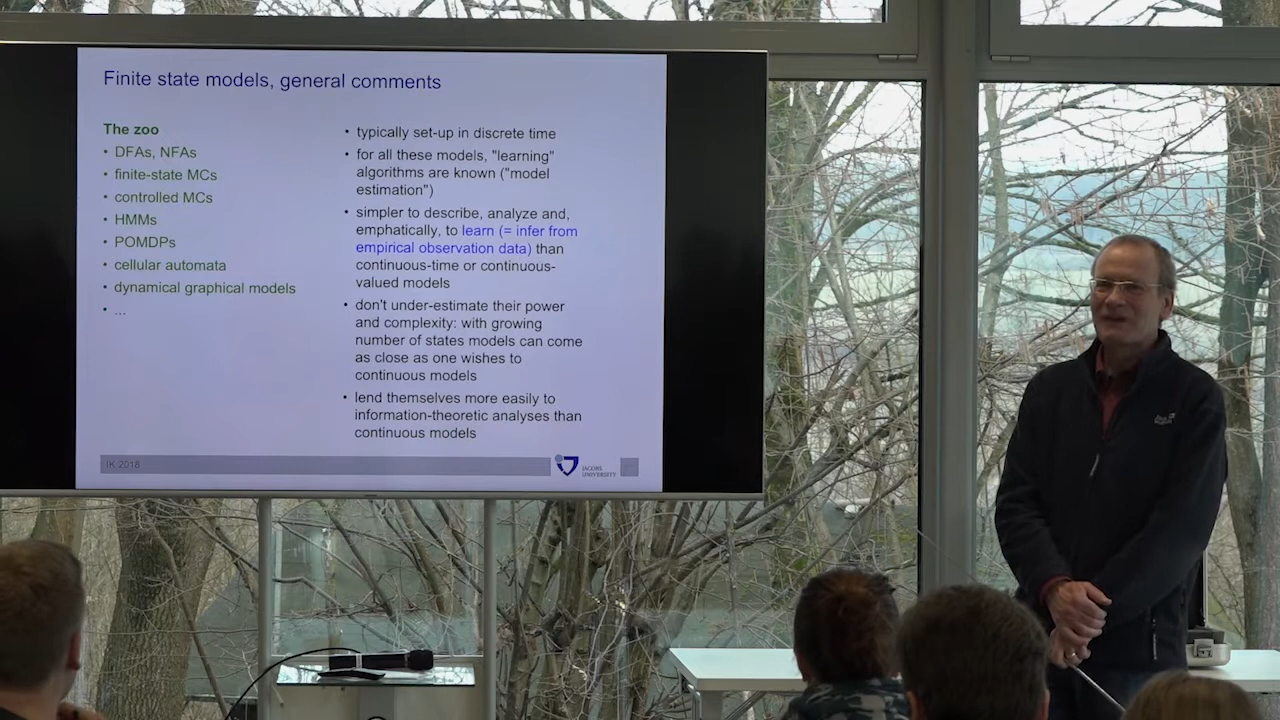 Finite state models, general comments
The zoo
• DFAs, NFAs
• finite-state MCs
• controlled MCs
• HMMs
• POMDPs
• cellular automata
• dynamical graphical models
• ...
• typically set-up in discrete time
• for all these models, "learning"
algorithms are known ("model
estimation")
• simpler to describe, analyze and,
emphatically, to learn (= infer from
empirical observation data) than
continuous-time or continuous-
valued models
• don't under-estimate their power
and complexity: with growing
number of states models can come
as close as one wishes to
continuous models
• lend themselves more easily to
information-theoretic analyses than
continuous models
IK 2018
JACOBS
UNIVERSITY